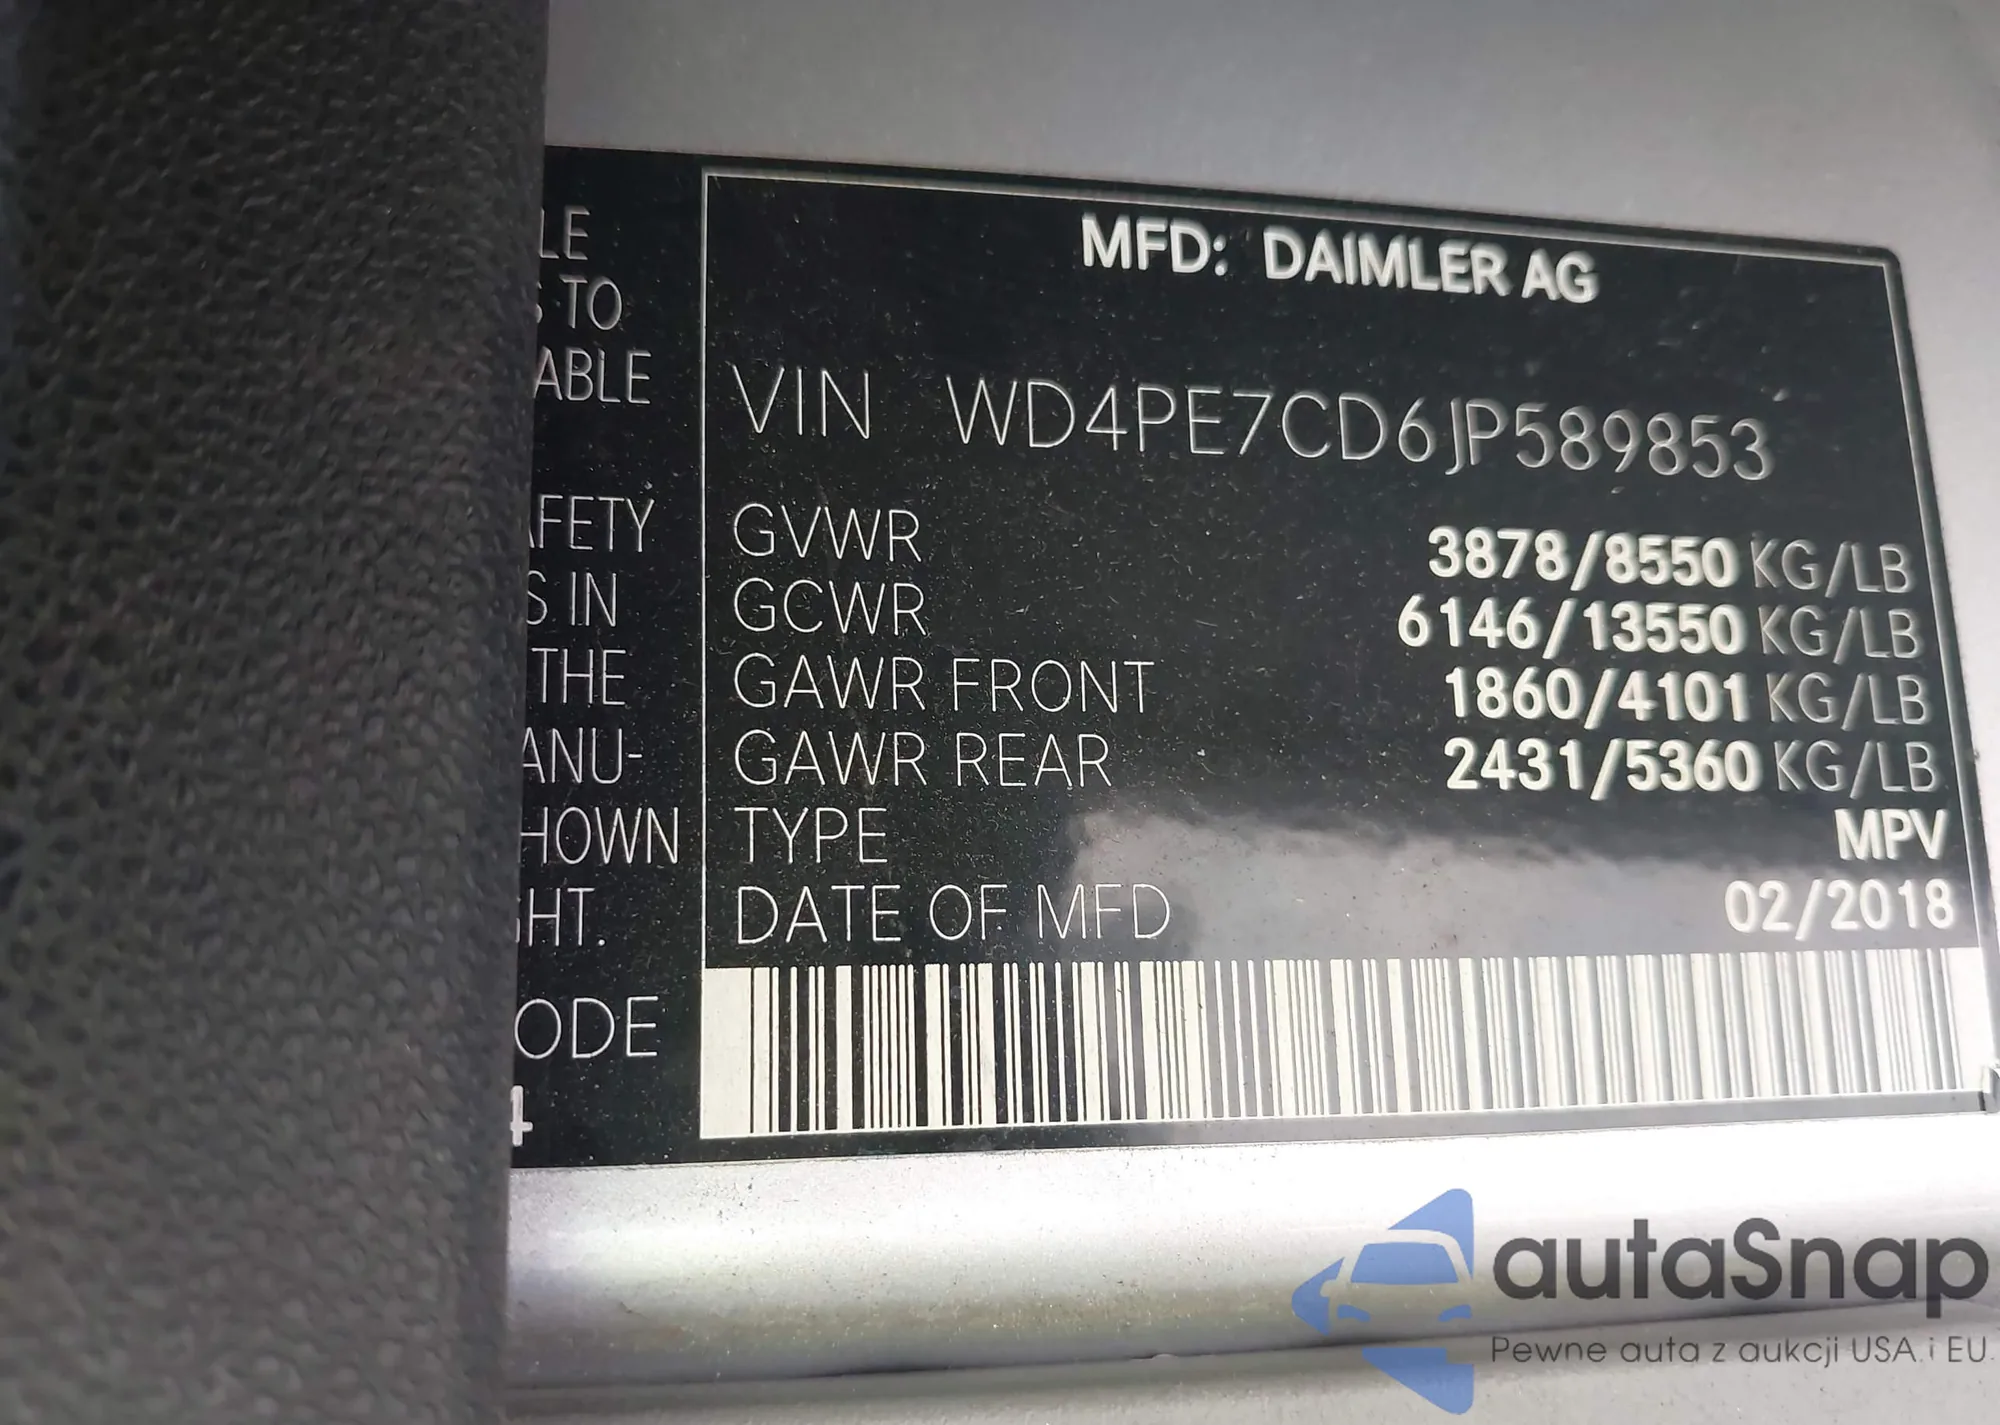 LE
S TO
ABLE
FETY
S IN
THE
ANU-
HOWN
HT.
ODE
4
MFD: DAIMLER AG
VIN WD4PE7CD6JP589853
GVWR 3878/8550 KG/LB
GCWR 6146/13550 KG/LB
GAWR FRONT 1860/4101 KG/LB
GAWR REAR 2431/5360 KG/LB
TYPE MPV
DATE OF MFD 02/2018
autaSnap
Pewne auta z aukcji USA i EU